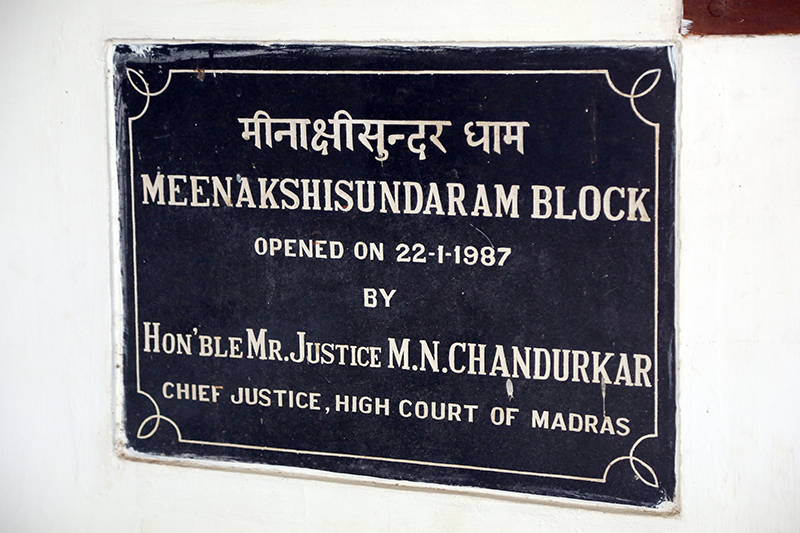 मीनाक्षीसुन्दर धाम
MEENAKSHISUNDARAM BLOCK
OPENED ON 22-1-1987
BY
HON'BLE MR. JUSTICE M.N. CHANDURKAR
CHIEF JUSTICE, HIGH COURT OF MADRAS